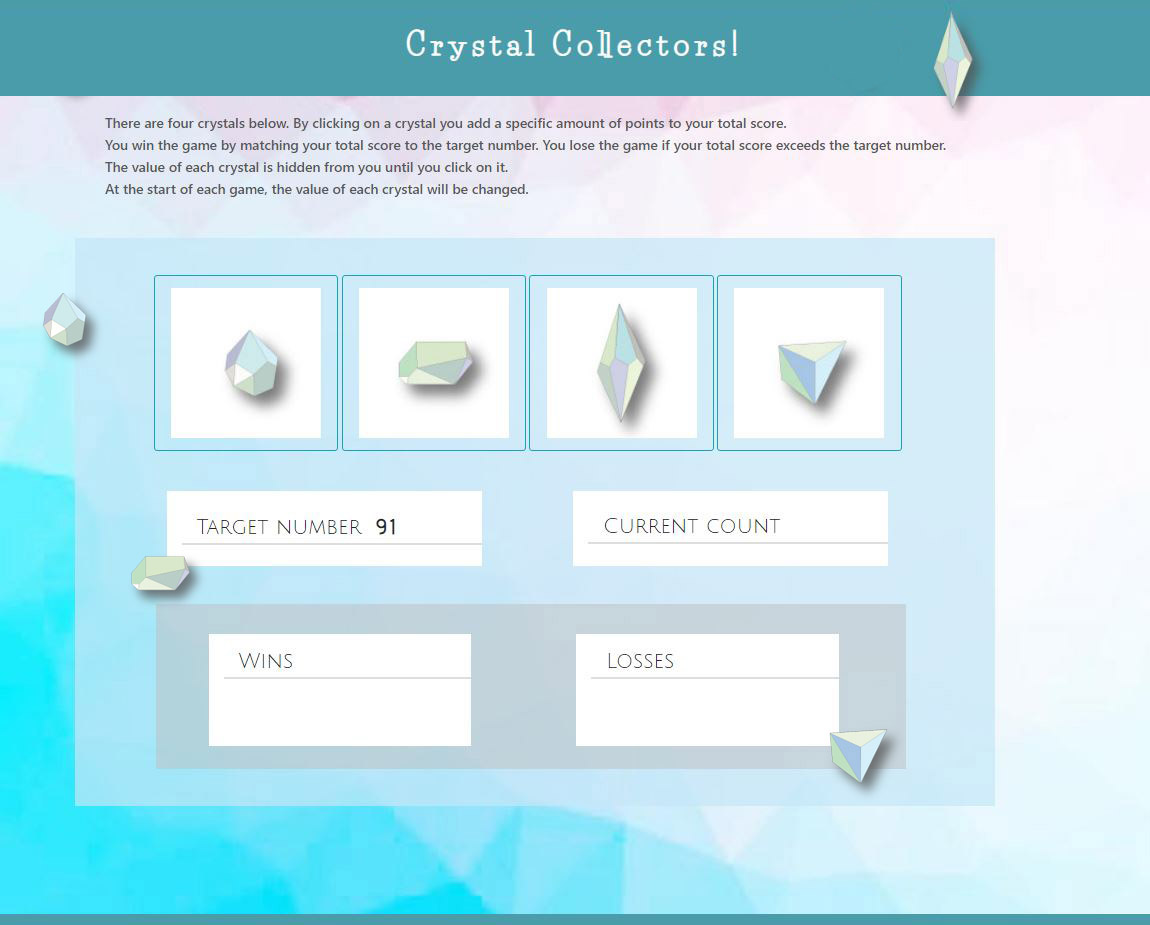 Crystal Collectors!
There are four crystals below. By clicking on a crystal you add a specific amount of points to your total score.
You win the game by matching your total score to the target number. You lose the game if your total score exceeds the target number.
The value of each crystal is hidden from you until you click on it.
At the start of each game, the value of each crystal will be changed.
Target number 91
Current count
Wins
Losses